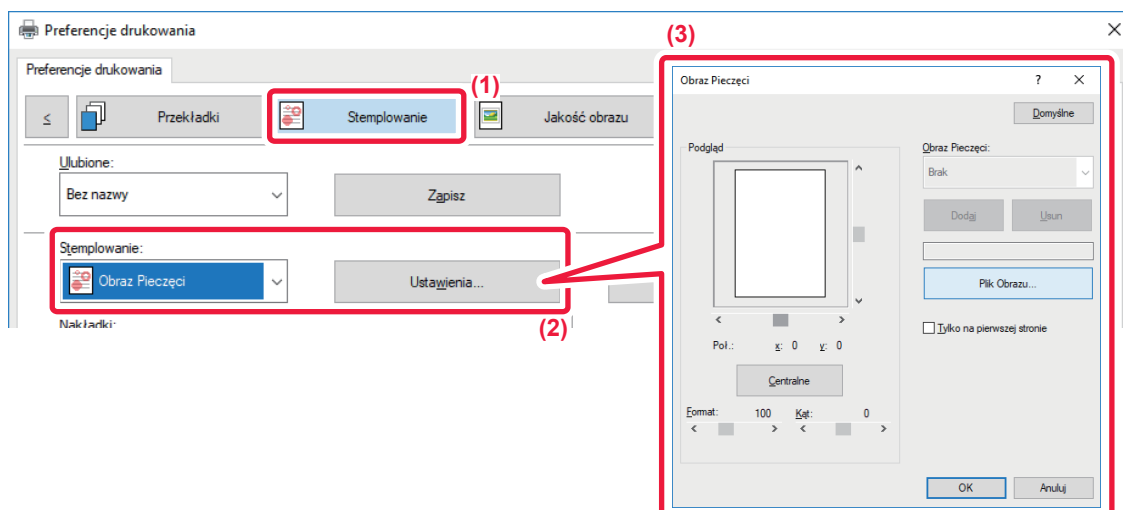 Preferencje drukowania
Preferencje drukowania
(1)
≤ Przekładki Stemplowanie Jakość obrazu
Ulubione:
Bez nazwy Zapisz
Stemplowanie:
Obraz Pieczęci Ustawienia...
(2)
Nakładki:
(3)
Obraz Pieczęci ? ×
Domyślne
Podgląd
Obraz Pieczęci:
Brak
Dodaj Usun
Plik Obrazu...
Tylko na pierwszej stronie
Poł.: x: 0 y: 0
Centralne
Format: 100 Kąt: 0
OK Anuluj